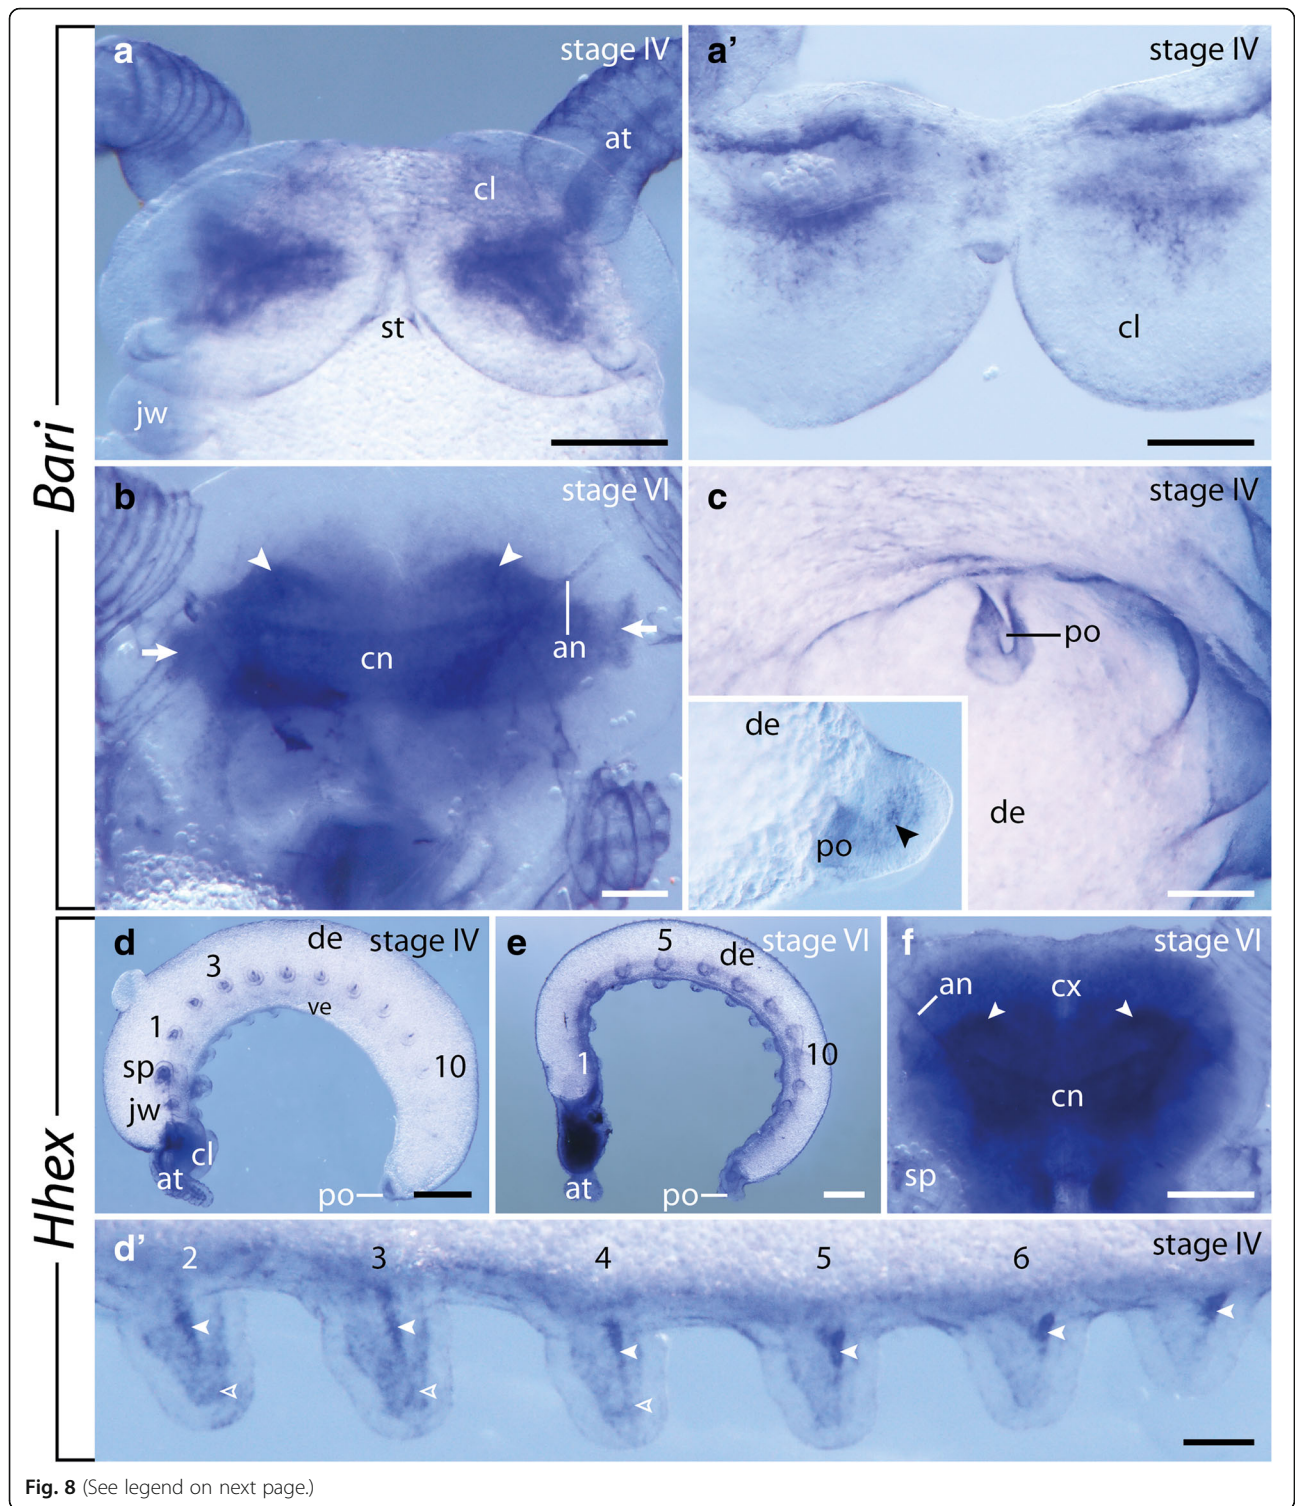 Bari
a
stage IV
at
cl
st
jw
a’
stage IV
cl
b
stage VI
an
cn
c
stage IV
po
de
de
po
Hhex
d
stage IV
de
3
ve
1
sp
10
jw
cl
at
po
e
stage VI
5
de
1
10
at
po
f
stage VI
an
cx
cn
sp
d’
stage IV
2
3
4
5
6
Fig. 8 (See legend on next page.)